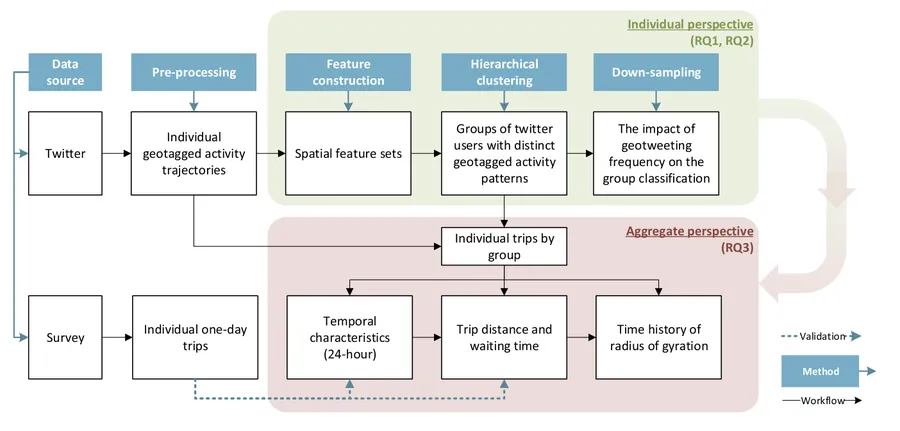 Individual perspective
(RQ1, RQ2)
Data
source
Pre-processing
Feature
construction
Hierarchical
clustering
Down-sampling
Twitter
Individual
geotagged activity
trajectories
Spatial feature sets
Groups of twitter
users with distinct
geotagged activity
patterns
The impact of
geotweeting
frequency on the
group classification
Aggregate perspective
(RQ3)
Individual trips by
group
Survey
Individual one-day
trips
Temporal
characteristics
(24-hour)
Trip distance and
waiting time
Time history of
radius of gyration
Validation
Method
Workflow